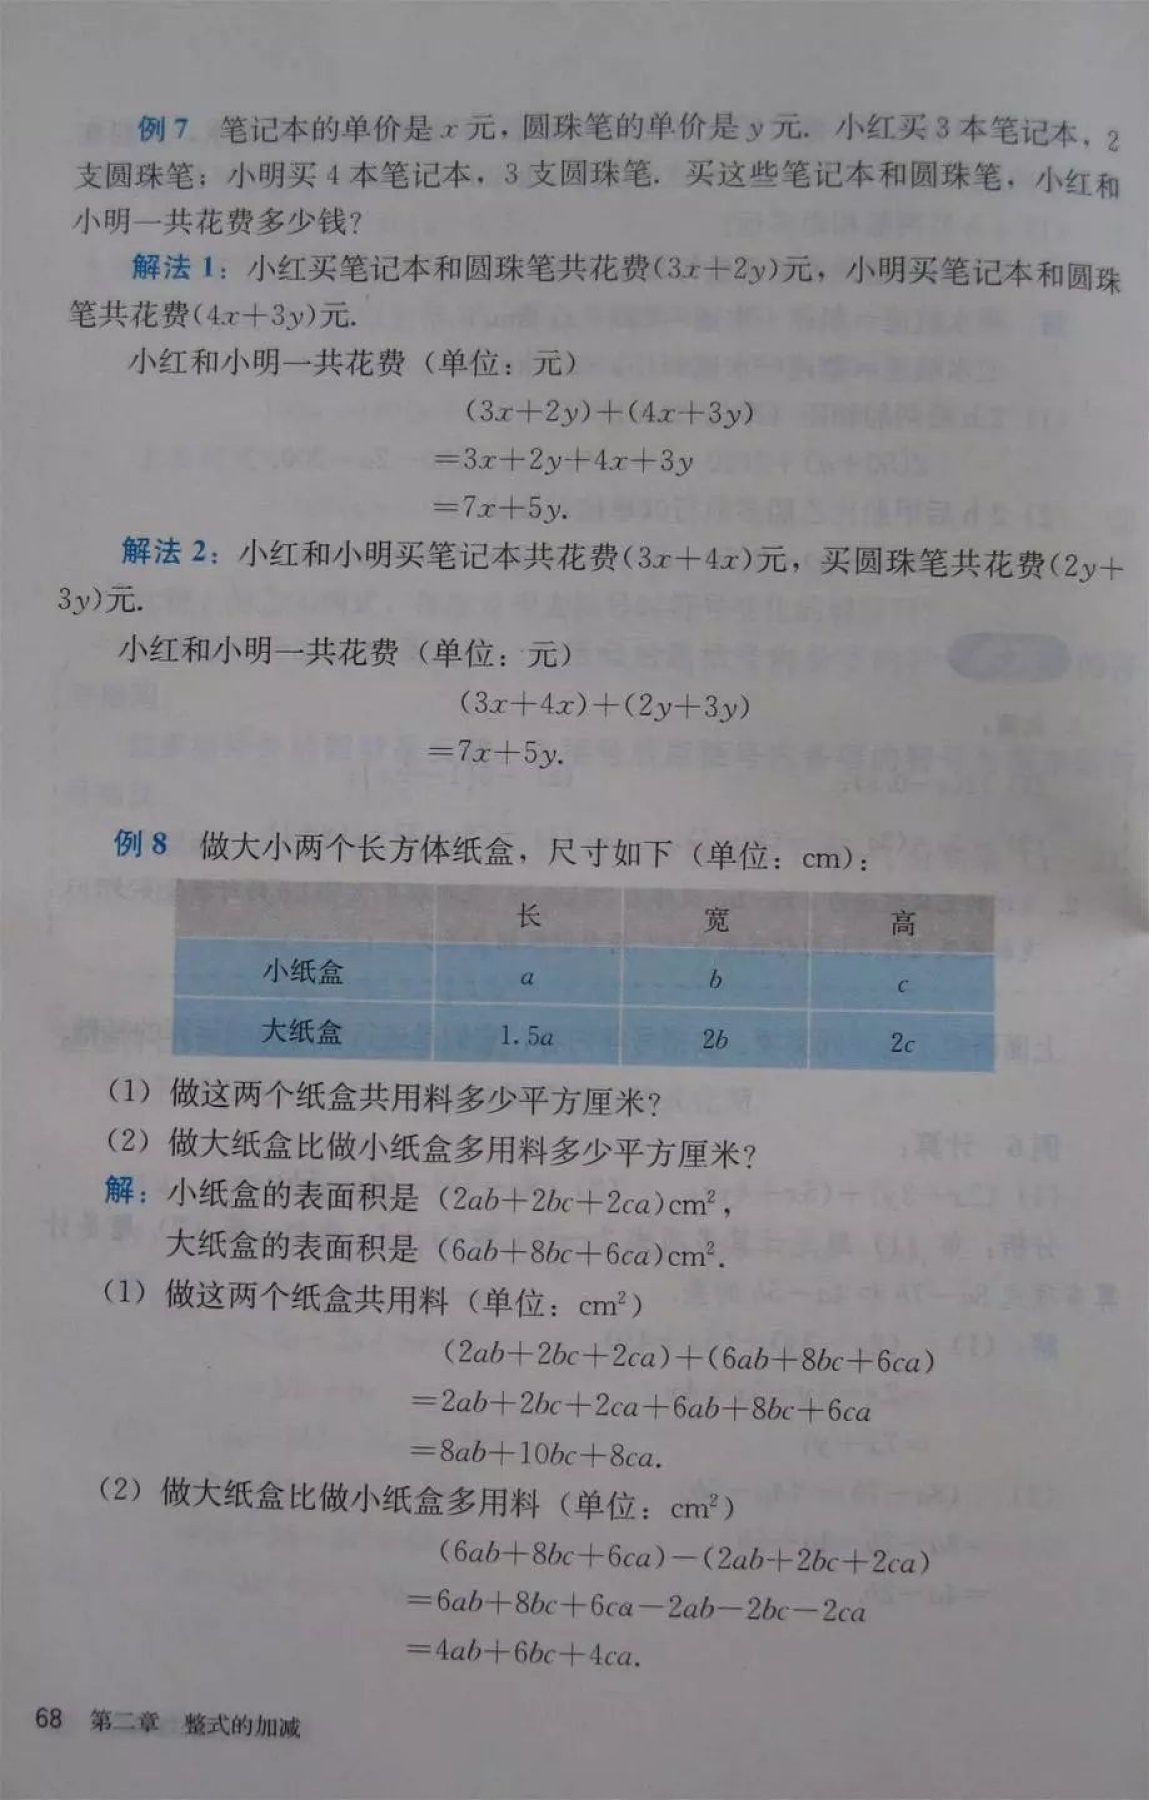 例7 笔记本的单价是x元，圆珠笔的单价是y元. 小红买3本笔记本，2
支圆珠笔；小明买4本笔记本，3支圆珠笔. 买这些笔记本和圆珠笔，小红和
小明一共花费多少钱？
解法1：小红买笔记本和圆珠笔共花费(3x+2y)元，小明买笔记本和圆珠
笔共花费(4x+3y)元.
小红和小明一共花费（单位：元）
(3x+2y)+(4x+3y)
=3x+2y+4x+3y
=7x+5y.
解法2：小红和小明买笔记本共花费(3x+4x)元，买圆珠笔共花费(2y+
3y)元.
小红和小明一共花费（单位：元）
(3x+4x)+(2y+3y)
=7x+5y.
例8 做大小两个长方体纸盒，尺寸如下（单位：cm）：
长 宽 高
小纸盒 a b c
大纸盒 1.5a 2b 2c
（1）做这两个纸盒共用料多少平方厘米？
（2）做大纸盒比做小纸盒多用料多少平方厘米？
解：小纸盒的表面积是（2ab+2bc+2ca)cm²，
大纸盒的表面积是（6ab+8bc+6ca)cm².
（1）做这两个纸盒共用料（单位：cm²）
(2ab+2bc+2ca)+(6ab+8bc+6ca)
=2ab+2bc+2ca+6ab+8bc+6ca
=8ab+10bc+8ca.
（2）做大纸盒比做小纸盒多用料（单位：cm²）
(6ab+8bc+6ca)−(2ab+2bc+2ca)
=6ab+8bc+6ca−2ab−2bc−2ca
=4ab+6bc+4ca.
68 第二章 整式的加减